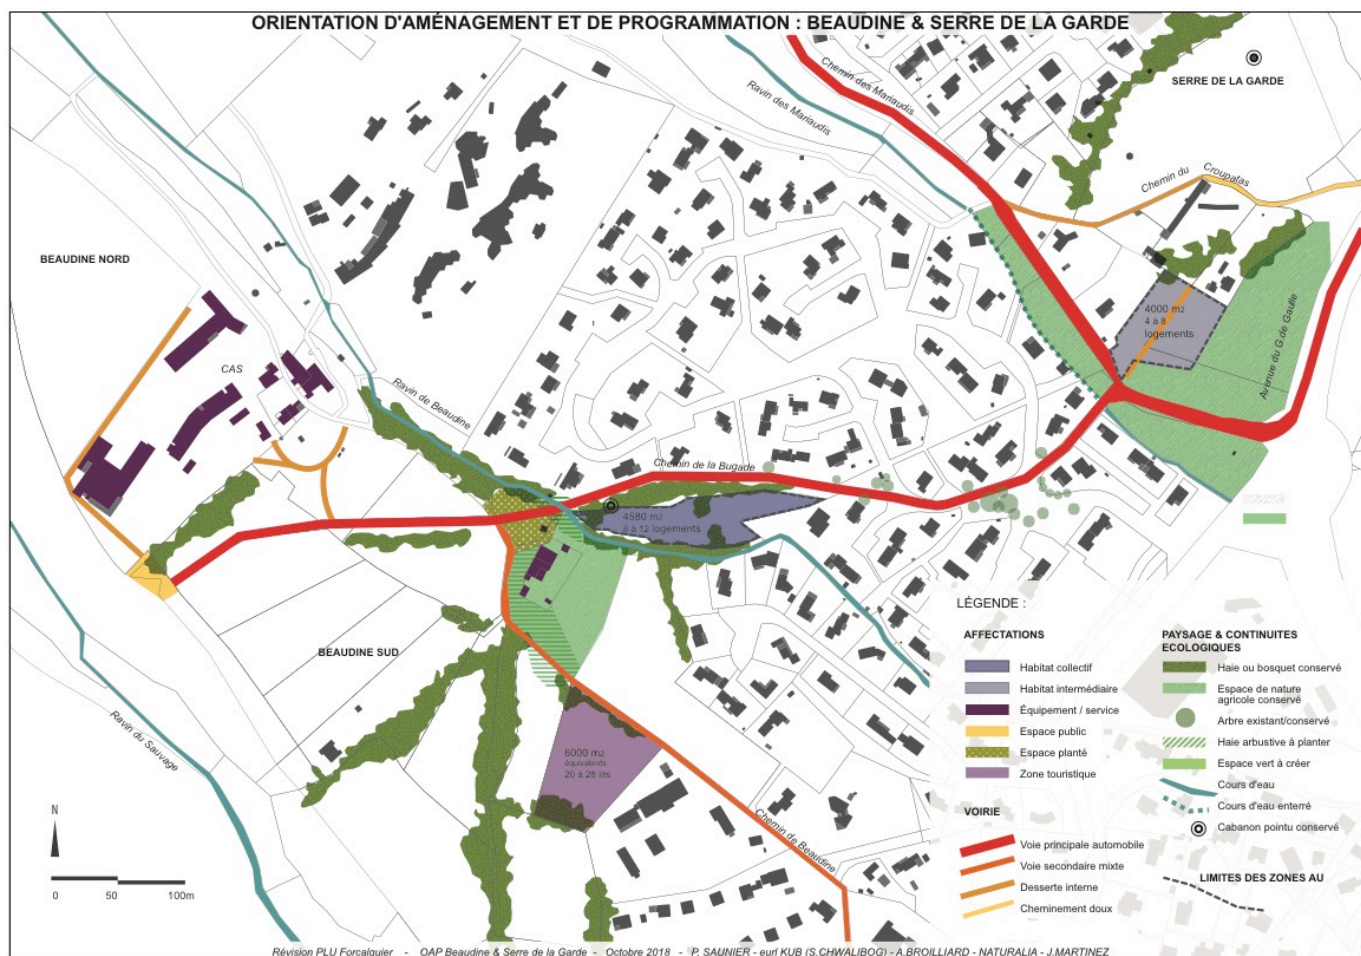 ORIENTATION D'AMÉNAGEMENT ET DE PROGRAMMATION : BEAUDINE & SERRE DE LA GARDE
Chemin des Mariaudis
Ravin des Mariaudis
SERRE DE LA GARDE
Chemin du Croupatas
BEAUDINE NORD
CAS
Ravin de Beaudine
4000 m2
4 à 8
logements
Avenue du G.de Gaulle
Chemin de la Bugade
4580 m2
8 à 12 logements
BEAUDINE SUD
Ravin du Sauvage
6000 m2
équivalents
20 à 28 lits
Chemin de Beaudine
N
0 50 100m
LÉGENDE :
AFFECTATIONS
Habitat collectif
Habitat intermédiaire
Équipement / service
Espace public
Espace planté
Zone touristique
VOIRIE
Voie principale automobile
Voie secondaire mixte
Desserte interne
Cheminement doux
PAYSAGE & CONTINUITES
ECOLOGIQUES
Haie ou bosquet conservé
Espace de nature
agricole conservé
Arbre existant/conservé
Haie arbustive à planter
Espace vert à créer
Cours d'eau
Cours d'eau enterré
Cabanon pointu conservé
LIMITES DES ZONES AU
Révision PLU Forcalquier - OAP Beaudine & Serre de la Garde - Octobre 2018 - P. SAUNIER - eurl KUB (S.CHWALIBOG) - A.BROILLIARD - NATURALIA - J.MARTINEZ